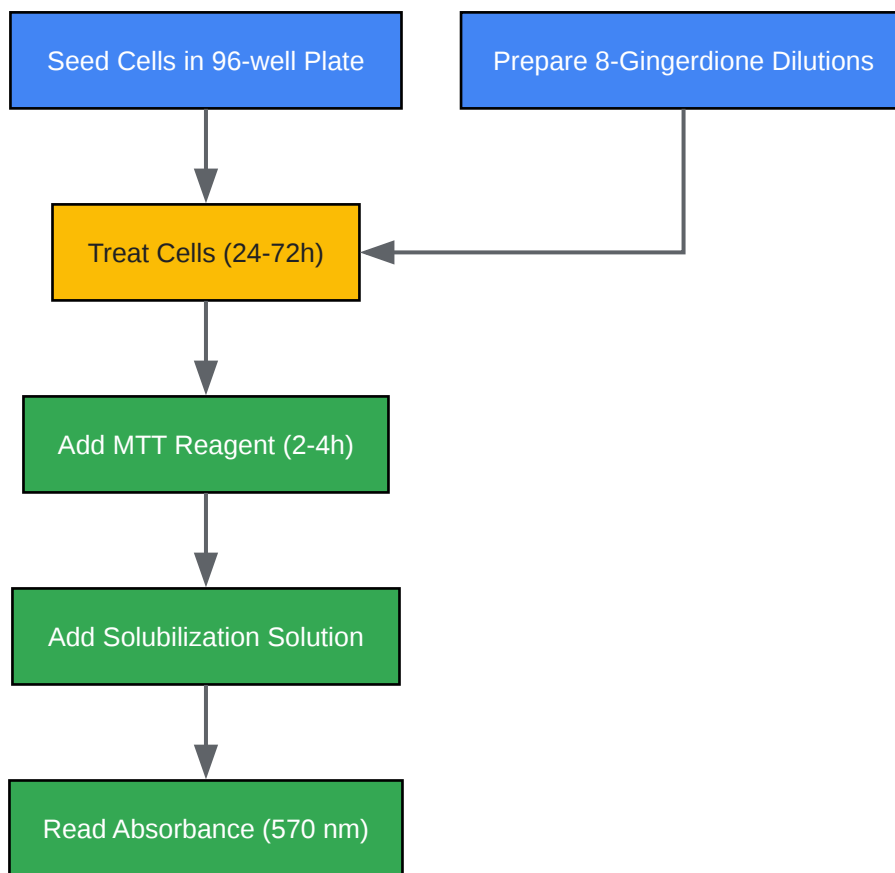 Seed Cells in 96-well Plate
Prepare 8-Gingerdione Dilutions
Treat Cells (24-72h)
Add MTT Reagent (2-4h)
Add Solubilization Solution
Read Absorbance (570 nm)